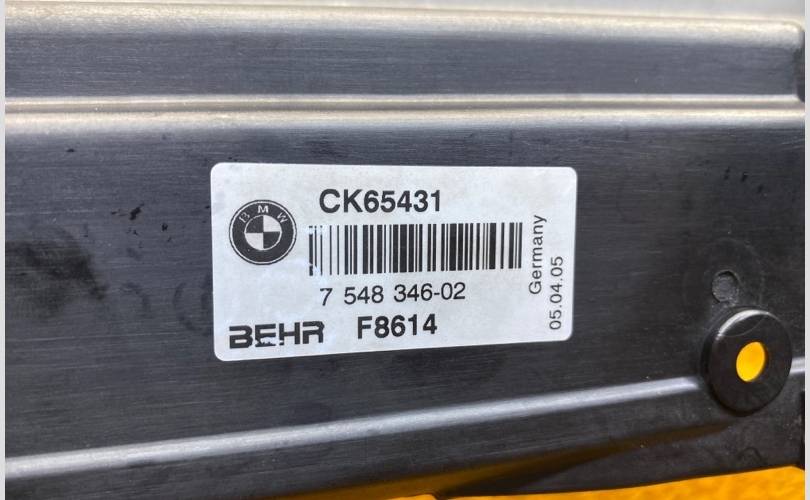 CK65431
BMW
7 548 346-02
BEHR F8614
Germany
05.04.05